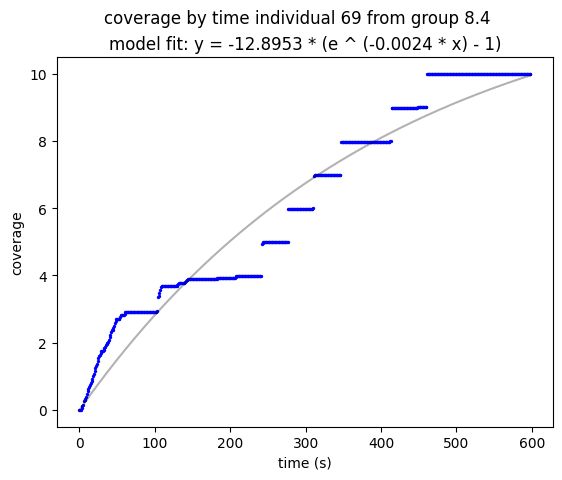 coverage by time individual 69 from group 8.4
model fit: y = -12.8953 * (e ^ (-0.0024 * x) - 1)
10
8
6
4
2
0
coverage
0 100 200 300 400 500 600
time (s)